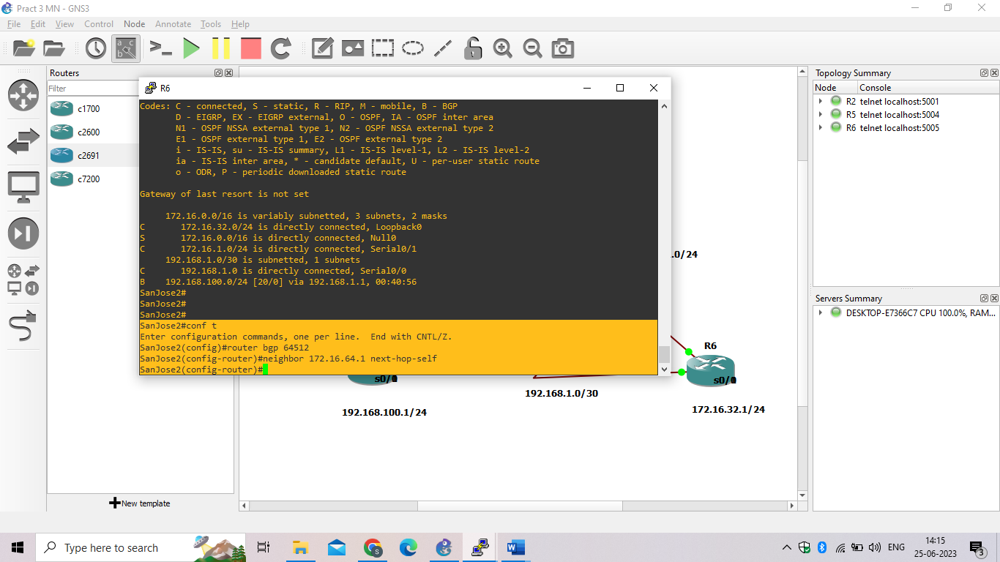 Pract 3 MN - GNS3
File Edit View Control Node Annotate Tools Help
Routers
Filter
c1700
c2600
c2691
c7200
New template
R6
Codes: C - connected, S - static, R - RIP, M - mobile, B - BGP
D - EIGRP, EX - EIGRP external, O - OSPF, IA - OSPF inter area
N1 - OSPF NSSA external type 1, N2 - OSPF NSSA external type 2
E1 - OSPF external type 1, E2 - OSPF external type 2
i - IS-IS, su - IS-IS summary, L1 - IS-IS level-1, L2 - IS-IS level-2
ia - IS-IS inter area, * - candidate default, U - per-user static route
o - ODR, P - periodic downloaded static route
Gateway of last resort is not set
172.16.0.0/16 is variably subnetted, 3 subnets, 2 masks
C 172.16.32.0/24 is directly connected, Loopback0
S 172.16.0.0/16 is directly connected, Null0
C 172.16.1.0/24 is directly connected, Serial0/1
192.168.1.0/30 is subnetted, 1 subnets
C 192.168.1.0 is directly connected, Serial0/0
B 192.168.100.0/24 [20/0] via 192.168.1.1, 00:40:56
SanJose2#
SanJose2#
SanJose2#
SanJose2#conf t
Enter configuration commands, one per line. End with CNTL/Z.
SanJose2(config)#router bgp 64512
SanJose2(config-router)#neighbor 172.16.64.1 next-hop-self
SanJose2(config-router)#
.0/24
R6
s0/0
172.16.32.1/24
192.168.1.0/30
192.168.100.1/24
Topology Summary
Node Console
R2 telnet localhost:5001
R5 telnet localhost:5004
R6 telnet localhost:5005
Servers Summary
DESKTOP-E7366C7 CPU 100.0%, RAM...
Type here to search
ENG
14:15
25-06-2023
3